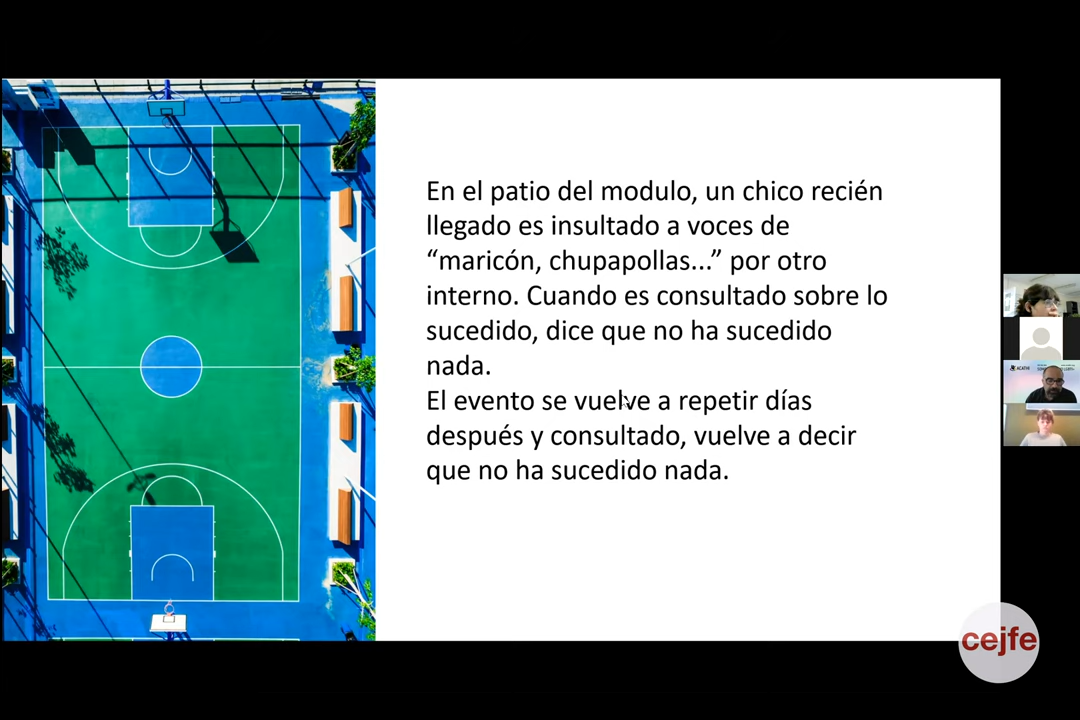 En el patio del modulo, un chico recién
llegado es insultado a voces de
“maricón, chupapollas...” por otro
interno. Cuando es consultado sobre lo
sucedido, dice que no ha sucedido
nada.
El evento se vuelve a repetir días
después y consultado, vuelve a decir
que no ha sucedido nada.
cejfe